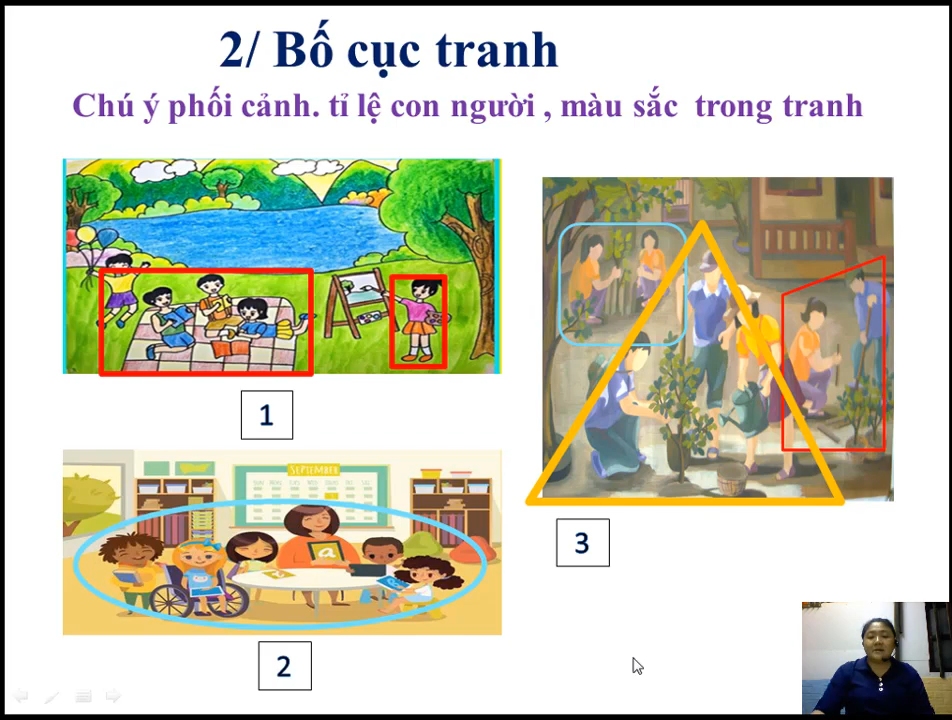 2/ Bố cục tranh
Chú ý phối cảnh. tỉ lệ con người , màu sắc  trong tranh
1
SEPTEMBER
a
2
3